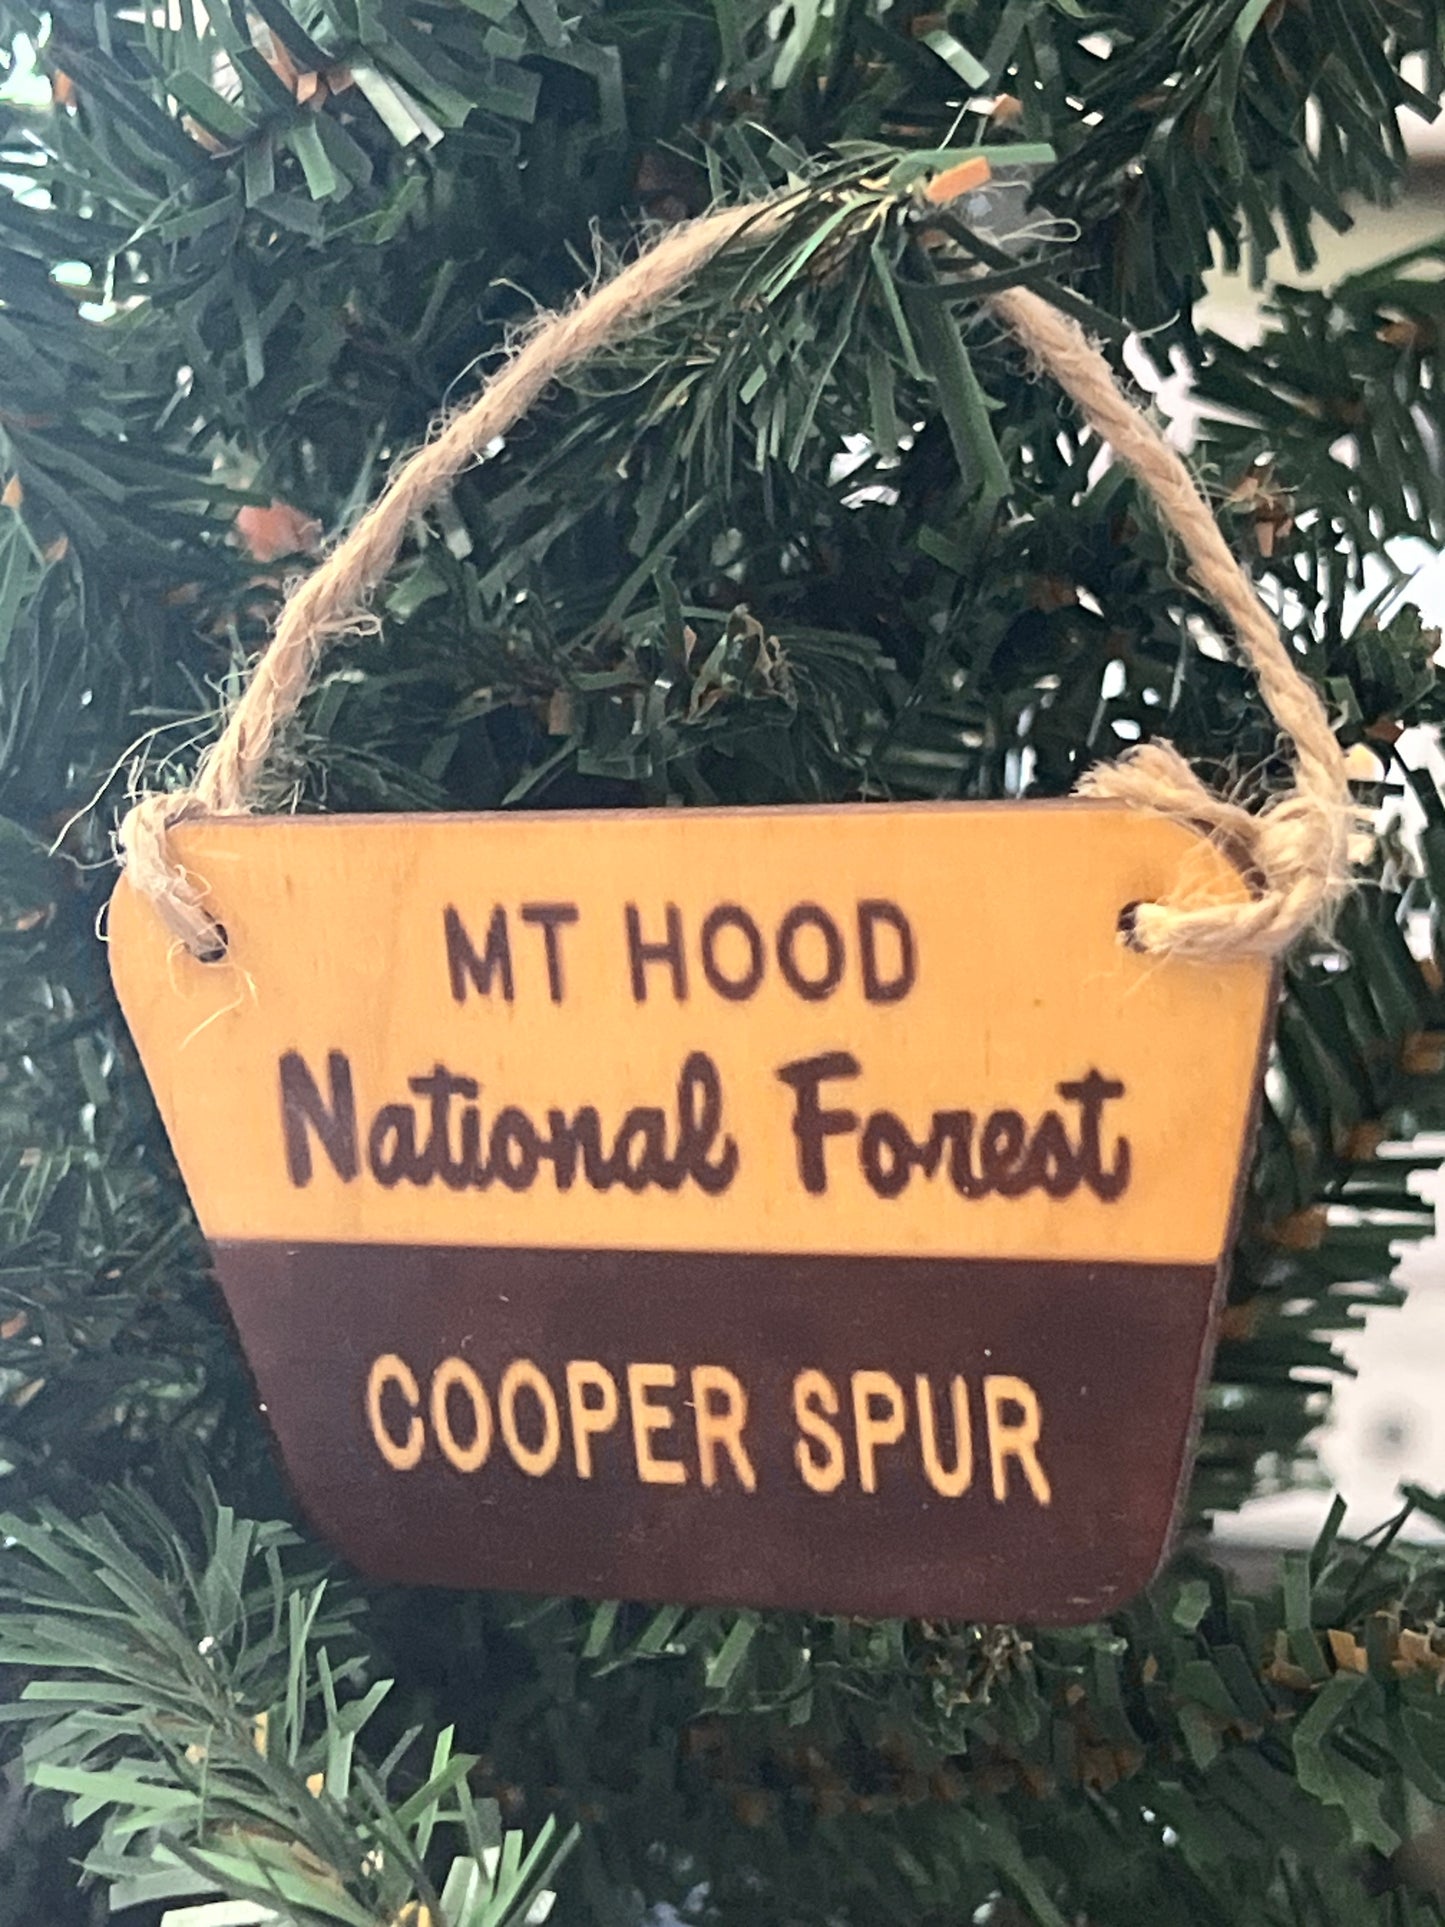 MT HOOD
National Forest
COOPER SPUR